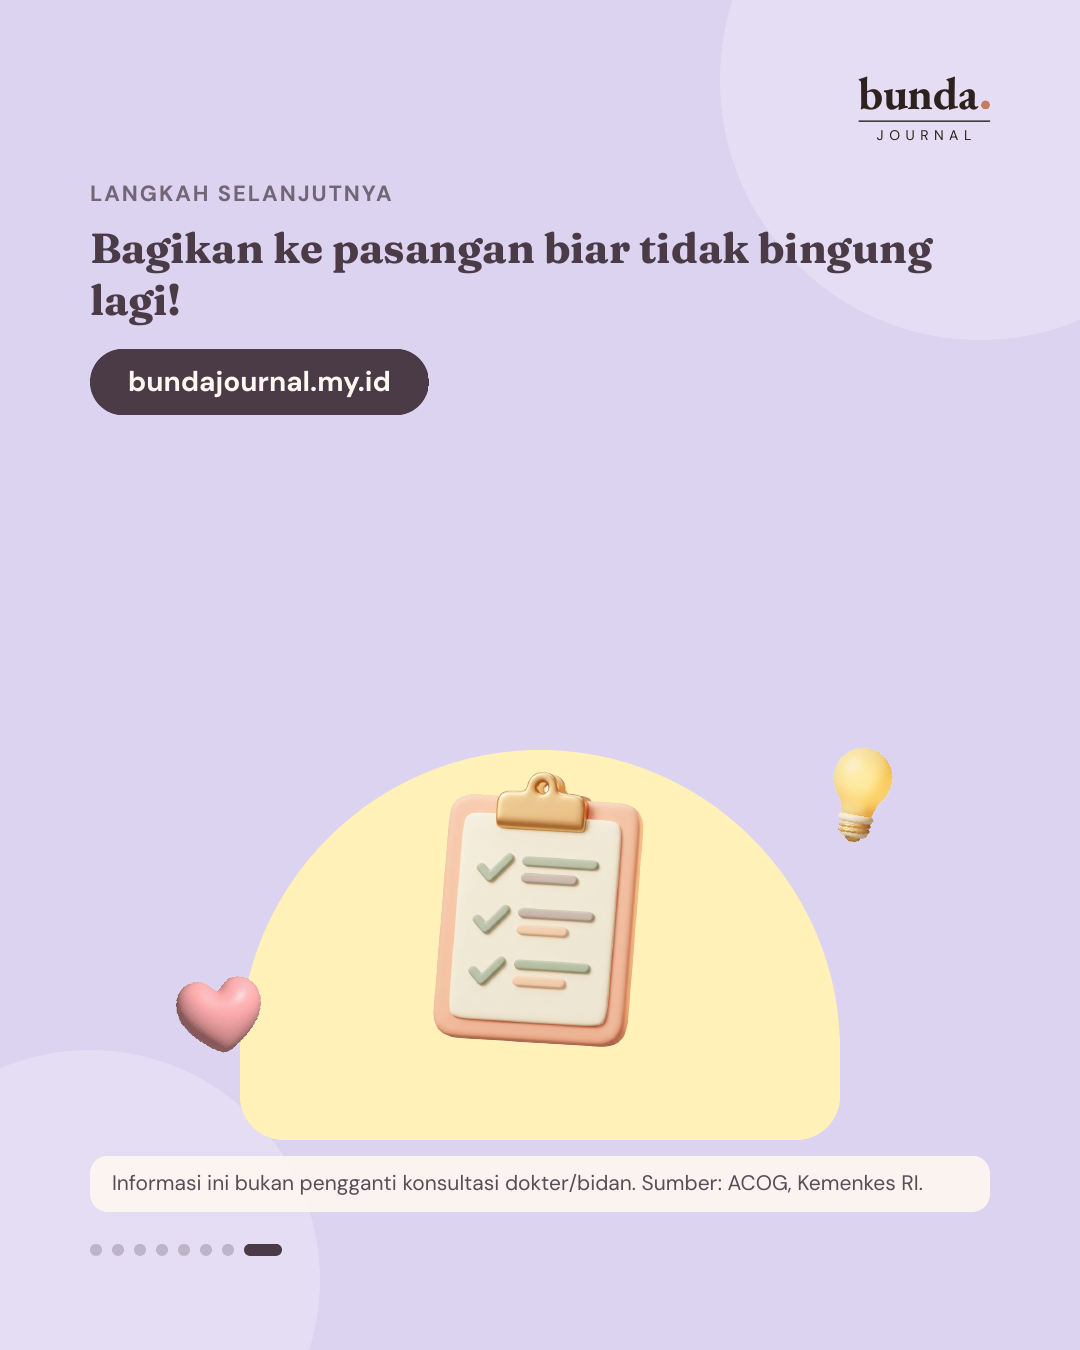 bunda.
JOURNAL
LANGKAH SELANJUTNYA
Bagikan ke pasangan biar tidak bingung
lagi!
bundajournal.my.id
Informasi ini bukan pengganti konsultasi dokter/bidan. Sumber: ACOG, Kemenkes RI.